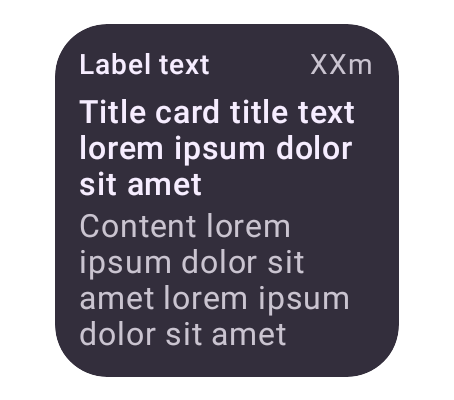 Label text XXm
Title card title text
lorem ipsum dolor
sit amet
Content lorem
ipsum dolor sit
amet lorem ipsum
dolor sit amet